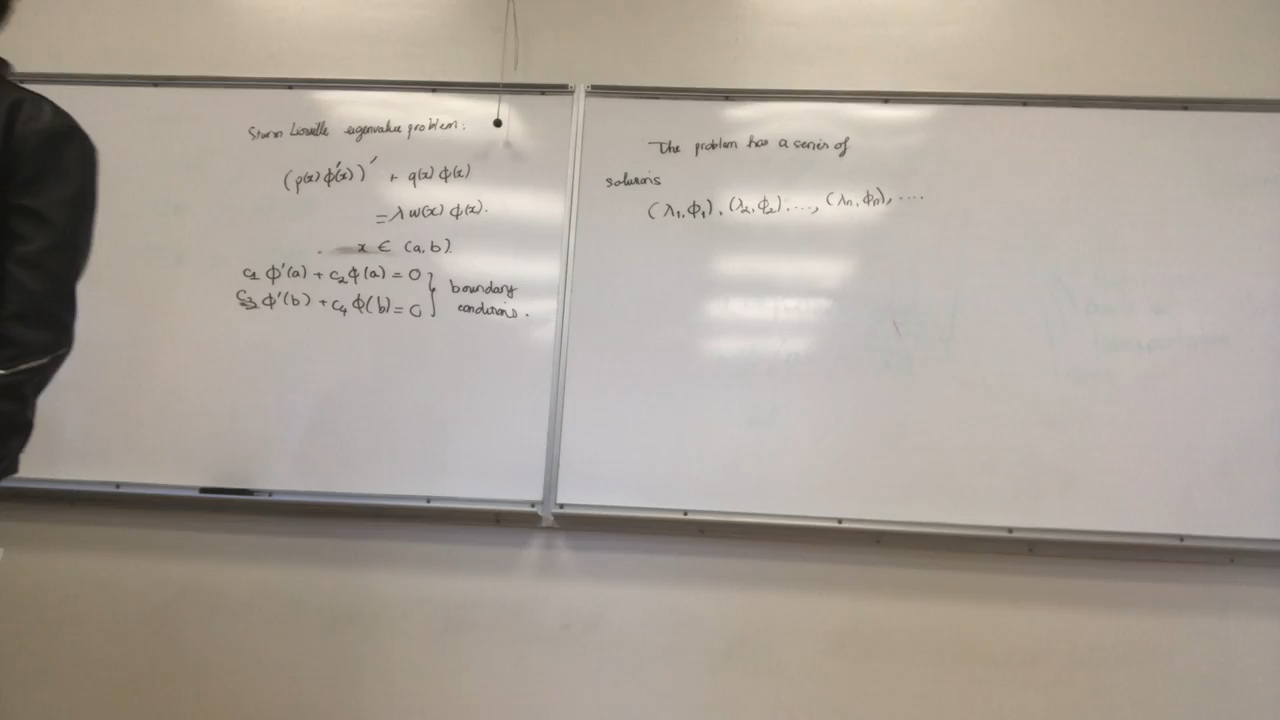 Sturm Liouville eigenvalue problem:
(p(x) φ'(x))' + q(x) φ(x)
= λ w(x) φ(x).
x ∈ (a, b).
c₁ φ'(a) + c₂ φ(a) = 0
c₃ φ'(b) + c₄ φ(b) = 0
} boundary
conditions.
The problem has a series of
solutions
(λ₁, φ₁), (λ₂, φ₂), ..., (λn, φn), ....